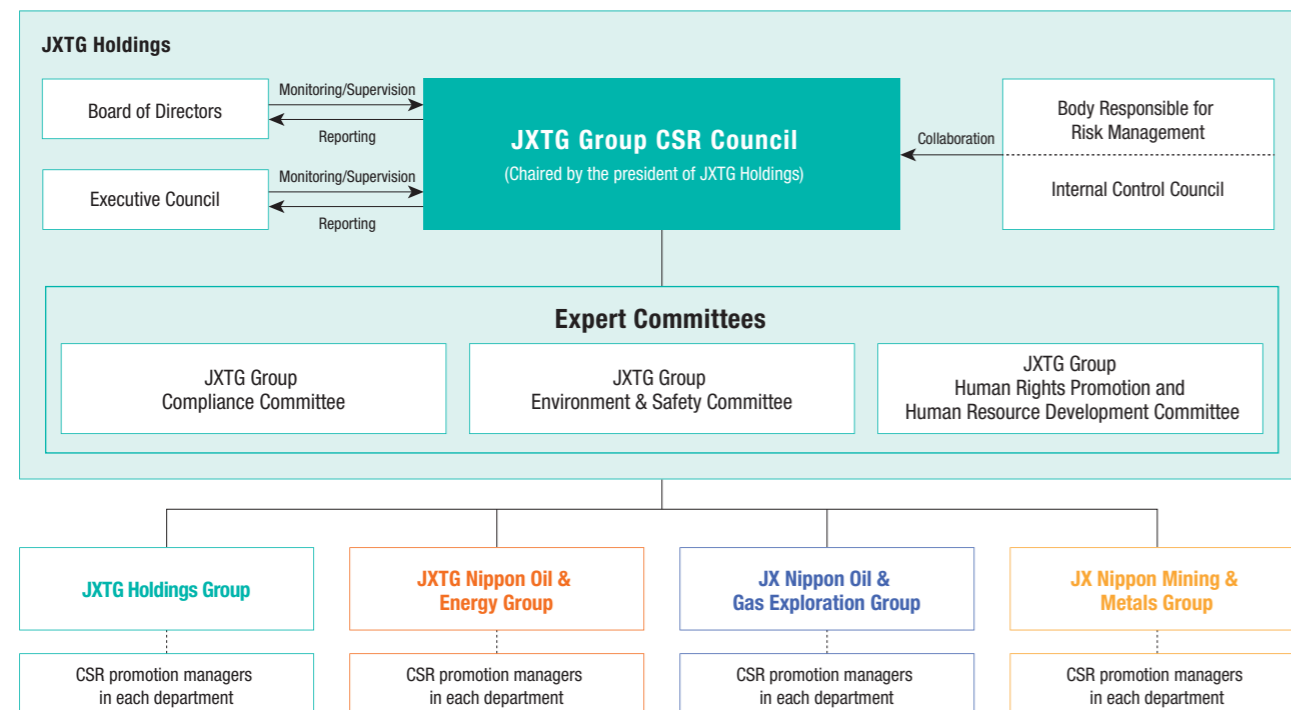 JXTG Holdings
Board of Directors
Monitoring/Supervision
Reporting
Executive Council
Monitoring/Supervision
Reporting
JXTG Group CSR Council
(Chaired by the president of JXTG Holdings)
Collaboration
Body Responsible for
Risk Management
Internal Control Council
Expert Committees
JXTG Group
Compliance Committee
JXTG Group
Environment & Safety Committee
JXTG Group
Human Rights Promotion and
Human Resource Development Committee
JXTG Holdings Group
JXTG Nippon Oil &
Energy Group
JX Nippon Oil &
Gas Exploration Group
JX Nippon Mining &
Metals Group
CSR promotion managers
in each department
CSR promotion managers
in each department
CSR promotion managers
in each department
CSR promotion managers
in each department